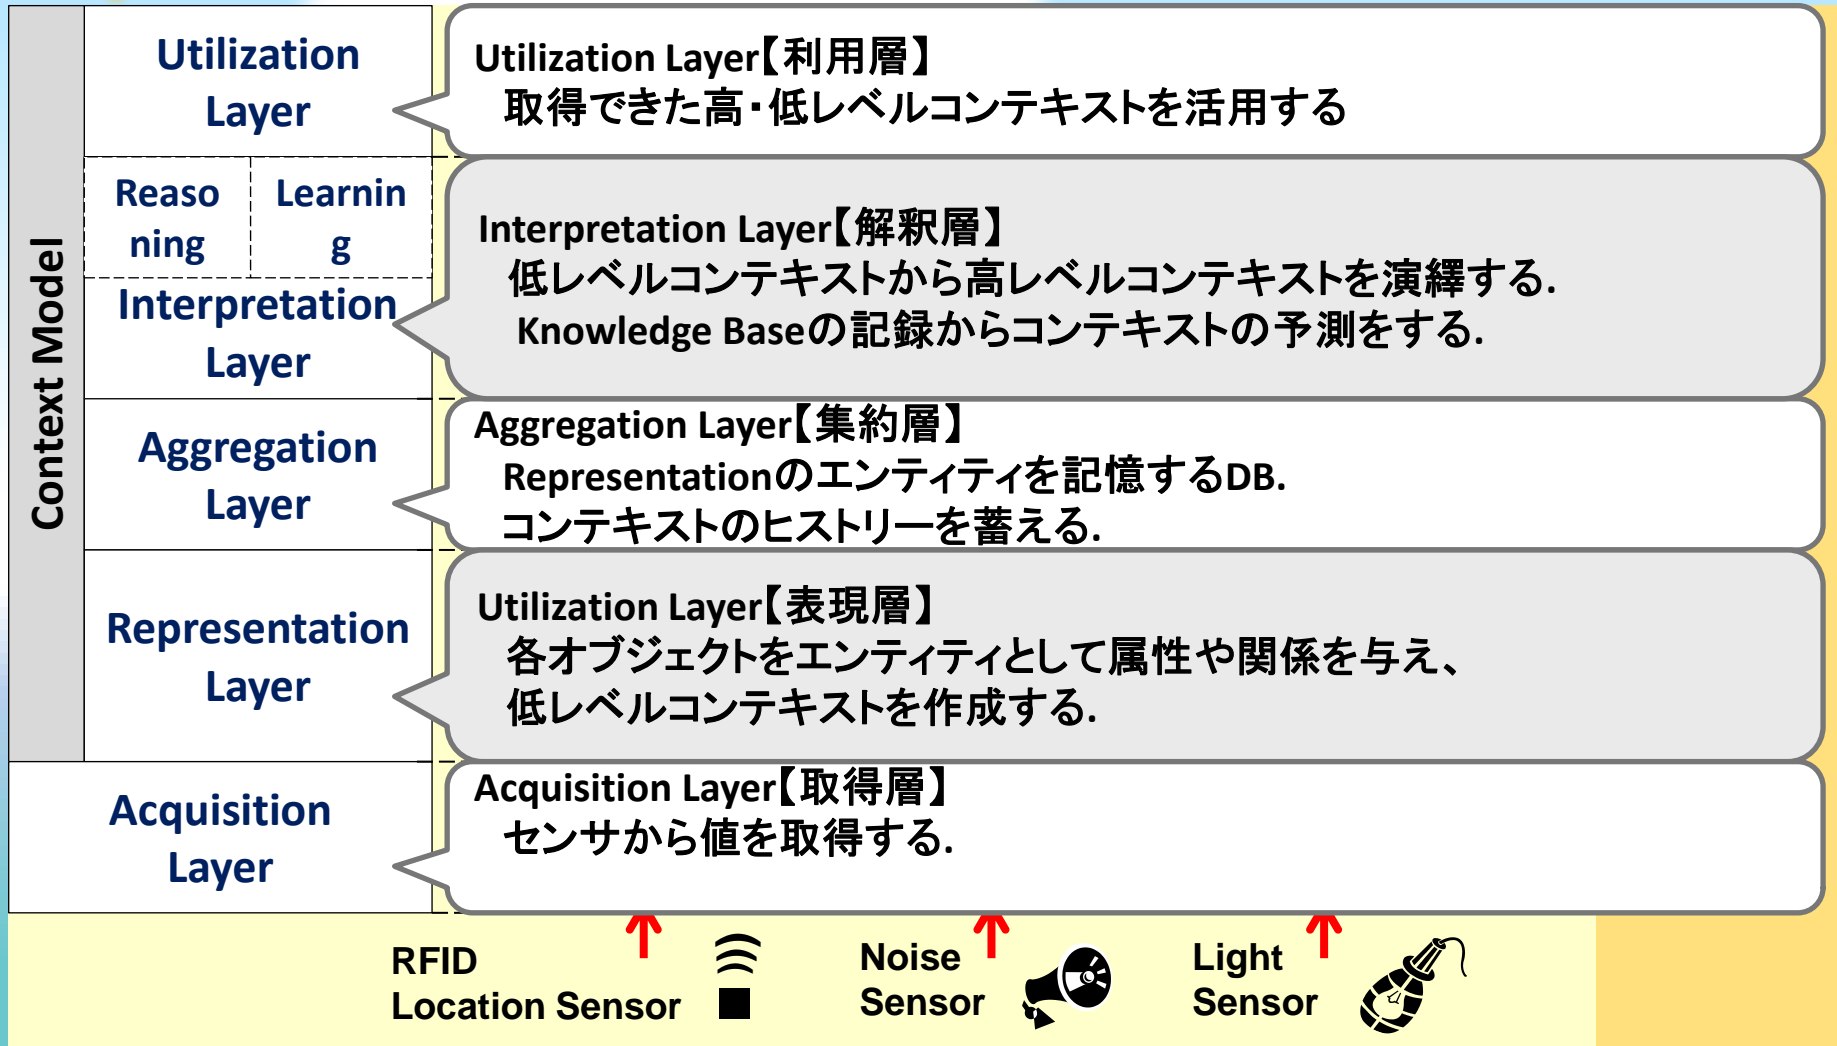 Context Model
Utilization
Layer
Utilization Layer【利用層】
取得できた高・低レベルコンテキストを活用する
Reaso
ning
Learnin
g
Interpretation
Layer
Interpretation Layer【解釈層】
低レベルコンテキストから高レベルコンテキストを演繹する.
Knowledge Baseの記録からコンテキストの予測をする.
Aggregation
Layer
Aggregation Layer【集約層】
Representationのエンティティを記憶するDB.
コンテキストのヒストリーを蓄える.
Representation
Layer
Utilization Layer【表現層】
各オブジェクトをエンティティとして属性や関係を与え、
低レベルコンテキストを作成する.
Acquisition
Layer
Acquisition Layer【取得層】
センサから値を取得する.
RFID
Location Sensor
Noise
Sensor
Light
Sensor